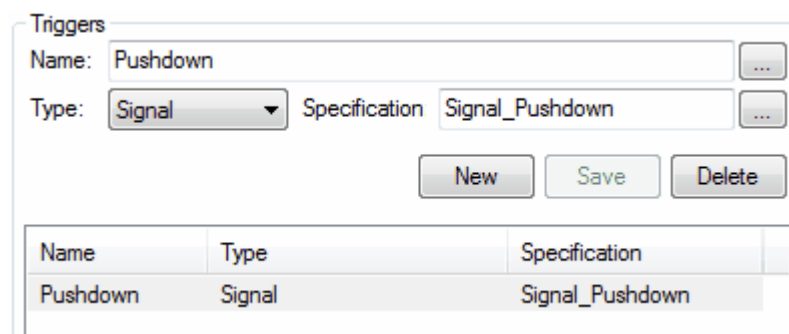 Triggers
Name: Pushdown ...
Type: Signal Specification Signal_Pushdown ...
New Save Delete
Name Type Specification
Pushdown Signal Signal_Pushdown